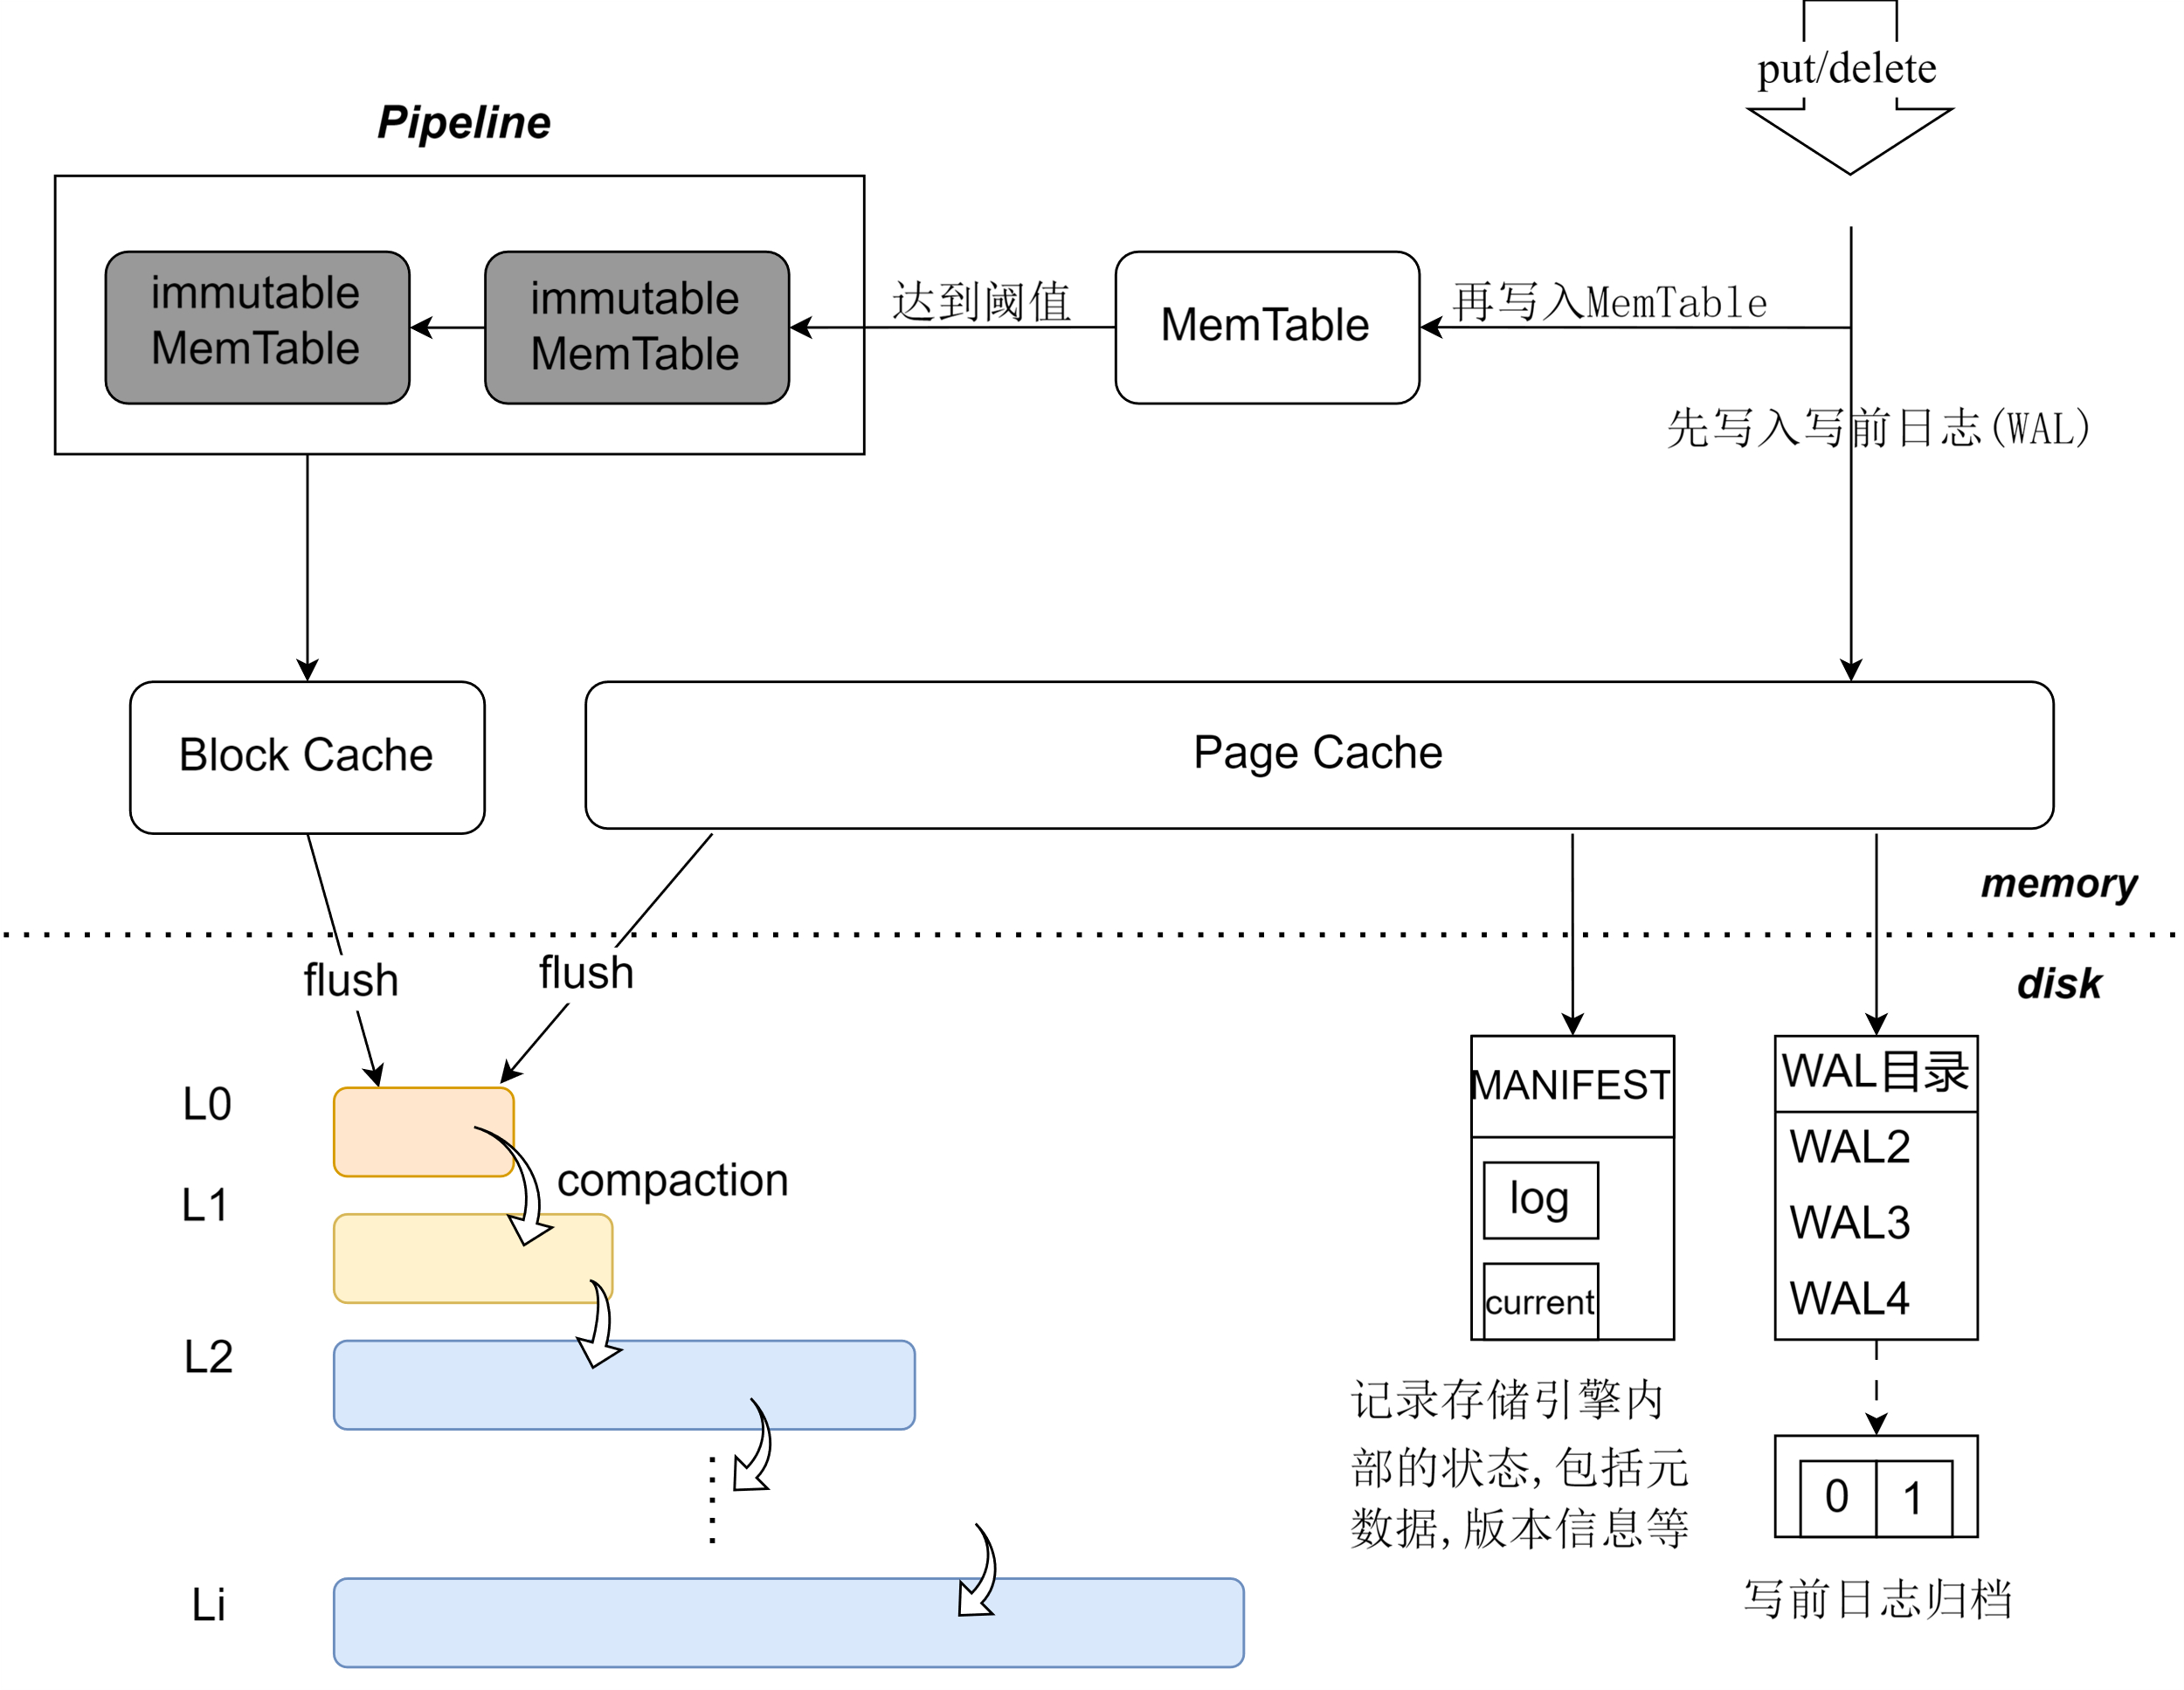 put/delete
Pipeline
immutable
MemTable
immutable
MemTable
达到阈值
MemTable
再写入MemTable
先写入写前日志(WAL)
Block Cache
Page Cache
memory
disk
flush
flush
L0
compaction
L1
L2
Li
MANIFEST
log
current
记录存储引擎内
部的状态,包括元
数据,版本信息等
WAL目录
WAL2
WAL3
WAL4
0 1
写前日志归档